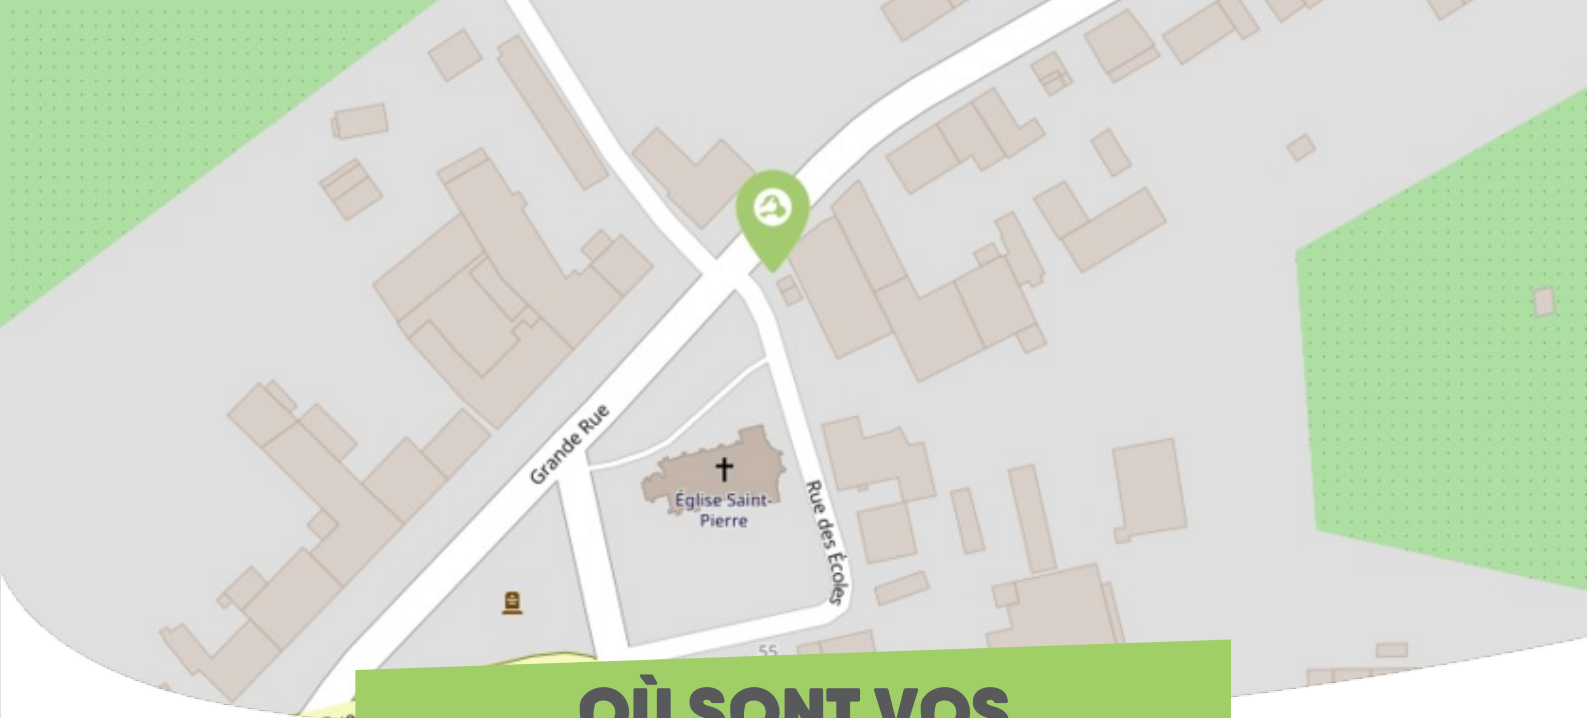 Grande Rue
Église Saint-
Pierre
Rue des Écoles
55
OÙ SONT VOS